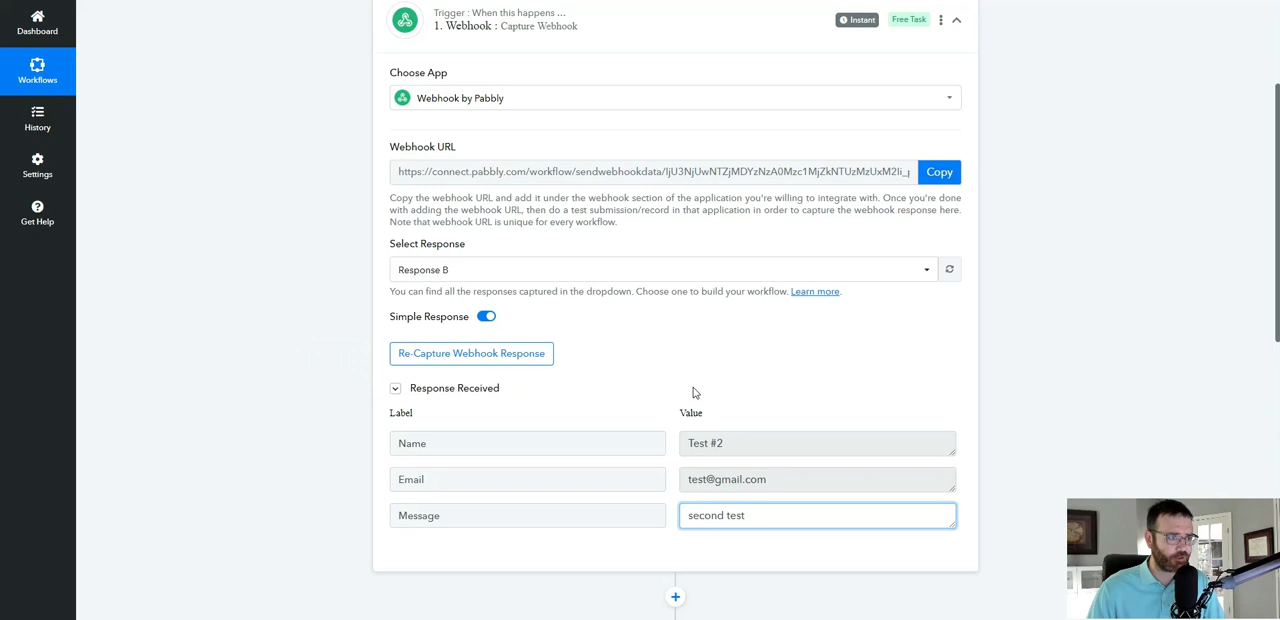 Dashboard
Workflows
History
Settings
Get Help
Trigger : When this happens ...
1. Webhook : Capture Webhook
Instant
Free Task
Choose App
Webhook by Pabbly
Webhook URL
https://connect.pabbly.com/workflow/sendwebhookdata/IjU3NjUwNTZjMDYzNzA0Mzc1MjZkNTUzMzUxM2Ii_p
Copy
Copy the webhook URL and add it under the webhook section of the application you're willing to integrate with. Once you're done
with adding the webhook URL, then do a test submission/record in that application in order to capture the webhook response here.
Note that webhook URL is unique for every workflow.
Select Response
Response B
You can find all the responses captured in the dropdown. Choose one to build your workflow. Learn more.
Simple Response
Re-Capture Webhook Response
Response Received
Label
Value
Name
Test #2
Email
test@gmail.com
Message
second test